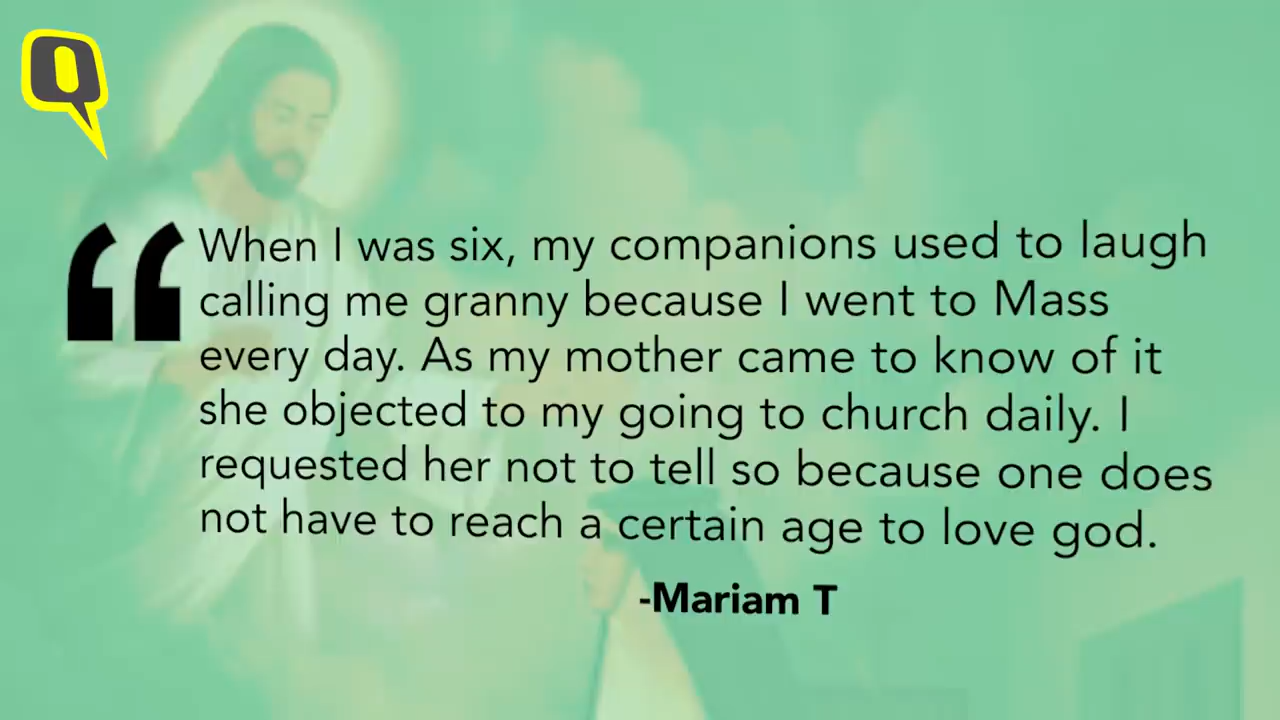 Q
“
When I was six, my companions used to laugh
calling me granny because I went to Mass
every day. As my mother came to know of it
she objected to my going to church daily. I
requested her not to tell so because one does
not have to reach a certain age to love god.
-Mariam T